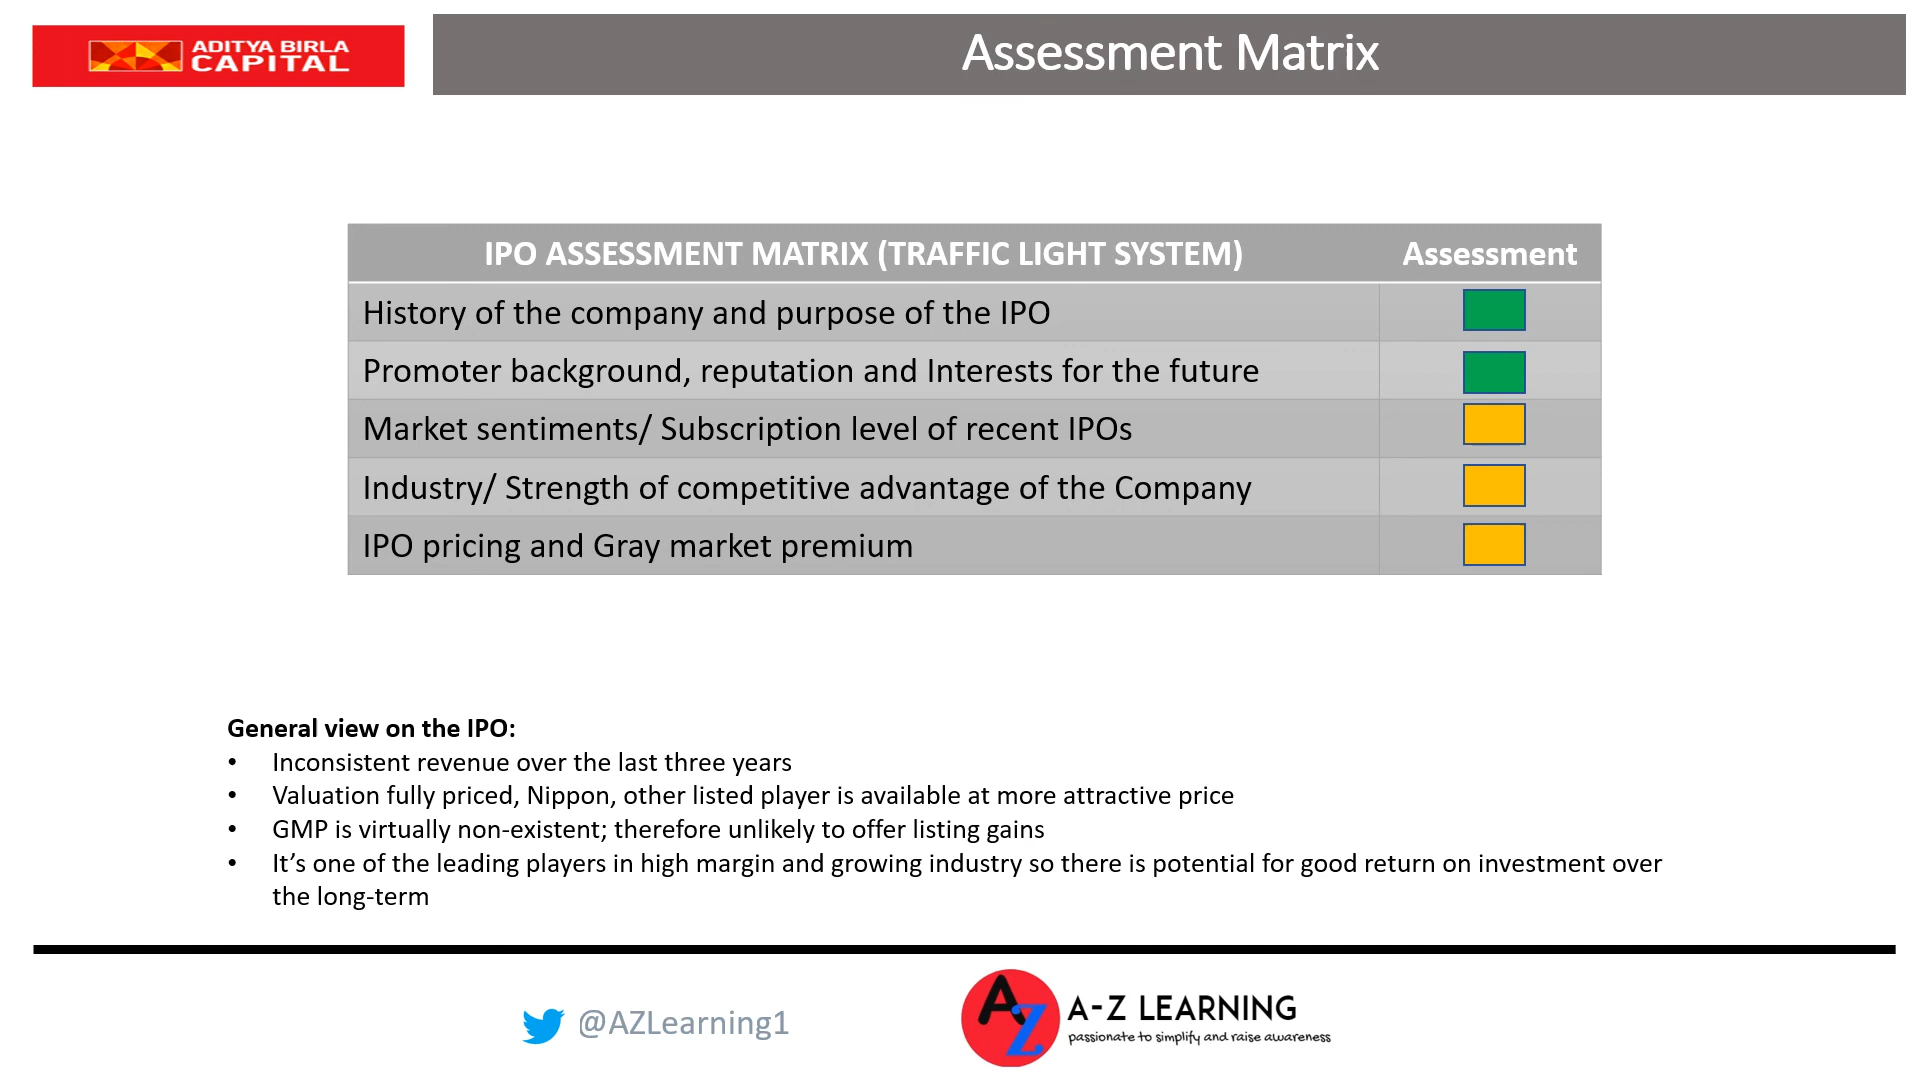 ADITYA BIRLA
CAPITAL
Assessment Matrix
IPO ASSESSMENT MATRIX (TRAFFIC LIGHT SYSTEM) Assessment
History of the company and purpose of the IPO
Promoter background, reputation and Interests for the future
Market sentiments/ Subscription level of recent IPOs
Industry/ Strength of competitive advantage of the Company
IPO pricing and Gray market premium
General view on the IPO:
• Inconsistent revenue over the last three years
• Valuation fully priced, Nippon, other listed player is available at more attractive price
• GMP is virtually non-existent; therefore unlikely to offer listing gains
• It’s one of the leading players in high margin and growing industry so there is potential for good return on investment over
the long-term
@AZLearning1
AZ
A-Z LEARNING
passionate to simplify and raise awareness